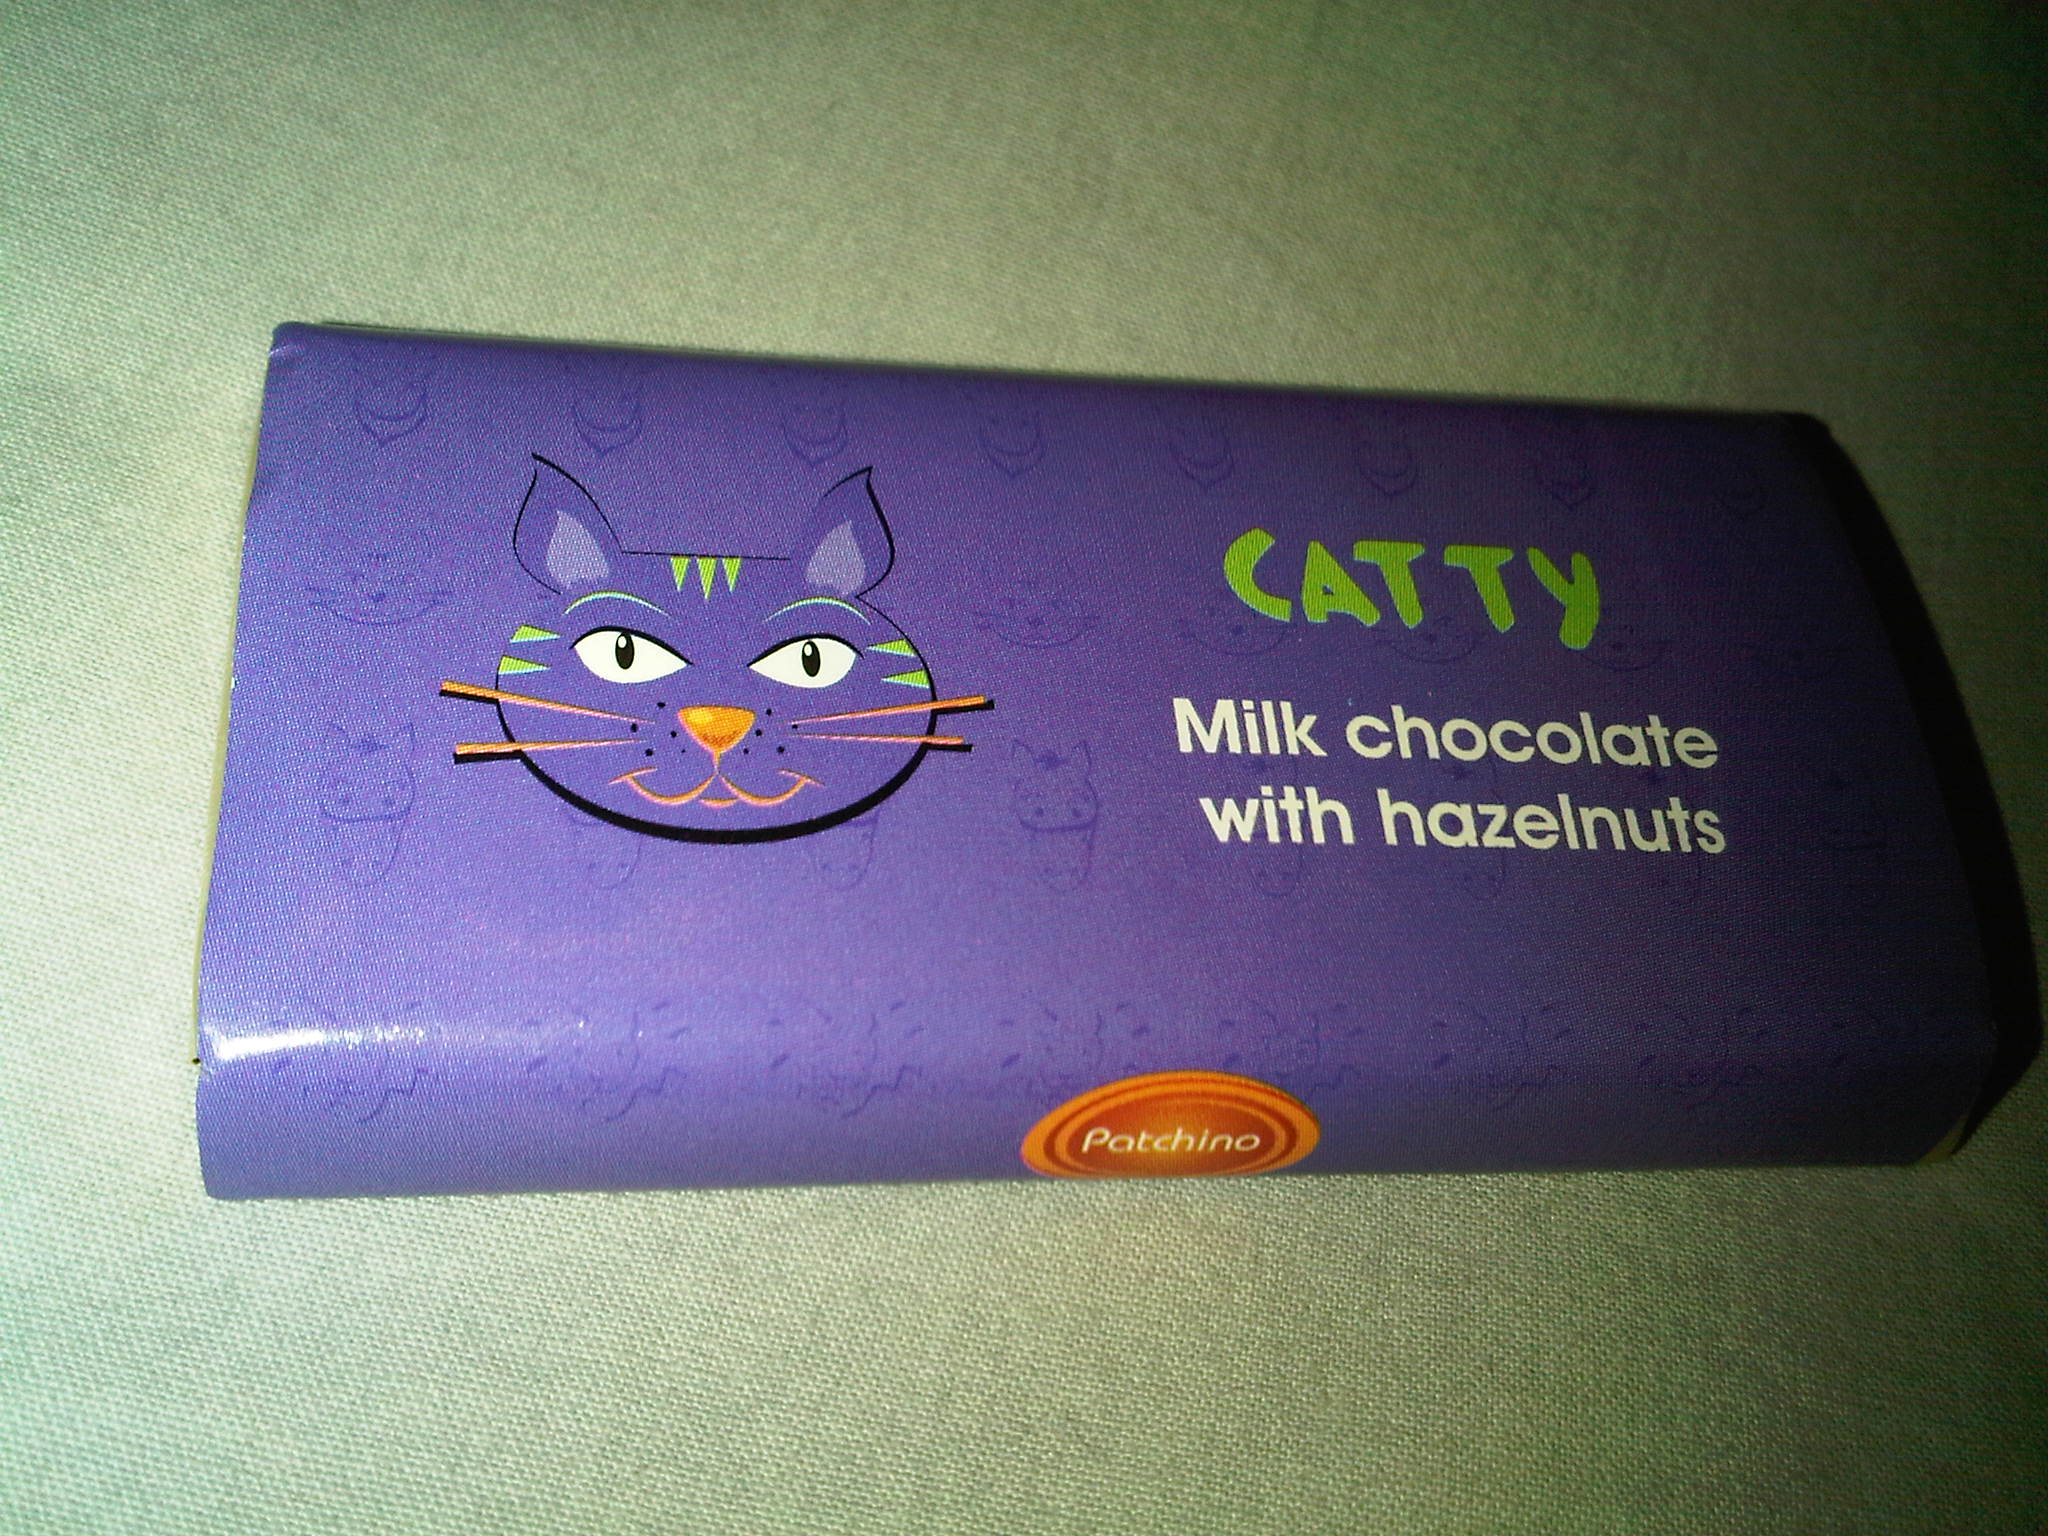 CATTY
Milk chocolate
with hazelnuts
Patchino